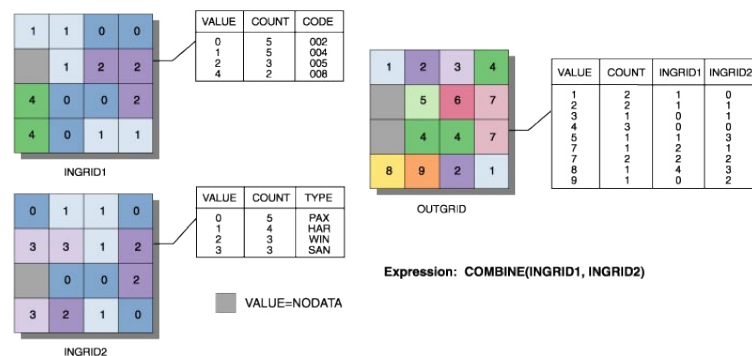 1 1 0 0
1 2 2
4 0 0 2
4 0 1 1
INGRID1
VALUE COUNT CODE
0 5 002
1 5 004
2 3 005
4 2 008
0 1 1 0
3 3 1 2
0 0 2
3 2 1 0
INGRID2
VALUE COUNT TYPE
0 5 PAX
1 4 HAR
2 3 WIN
3 3 SAN
VALUE=NODATA
1 2 3 4
5 6 7
4 4 7
8 9 2 1
OUTGRID
VALUE COUNT INGRID1 INGRID2
1 2 1 0
2 2 1 1
3 1 0 1
4 3 0 0
5 1 1 3
7 1 2 1
7 2 2 2
8 1 4 3
9 1 0 2
Expression: COMBINE(INGRID1, INGRID2)